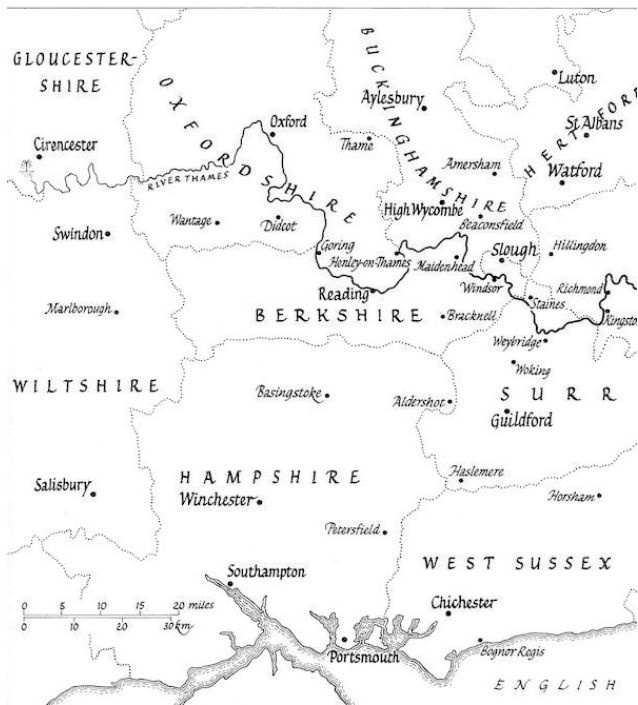 GLOUCESTER-
SHIRE
OXFORDSHIRE
BUCKINGHAMSHIRE
HERTFORD
Luton
Aylesbury
Oxford
St Albans
Cirencester
Thame
Amersham
Watford
RIVER THAMES
High Wycombe
Beaconsfield
Wantage
Didcot
Swindon
Goring
Henley-on-Thames
Maidenhead
Slough
Hillingdon
Windsor
Reading
Staines
Richmond
Marlborough
BERKSHIRE
Bracknell
Kingston
Weybridge
Woking
WILTSHIRE
Basingstoke
Aldershot
SURR
Guildford
HAMPSHIRE
Haslemere
Salisbury
Winchester
Horsham
Petersfield
WEST SUSSEX
Southampton
Chichester
0 5 10 15 20 miles
0 10 20 30 km
Portsmouth
Bognor Regis
ENGLISH